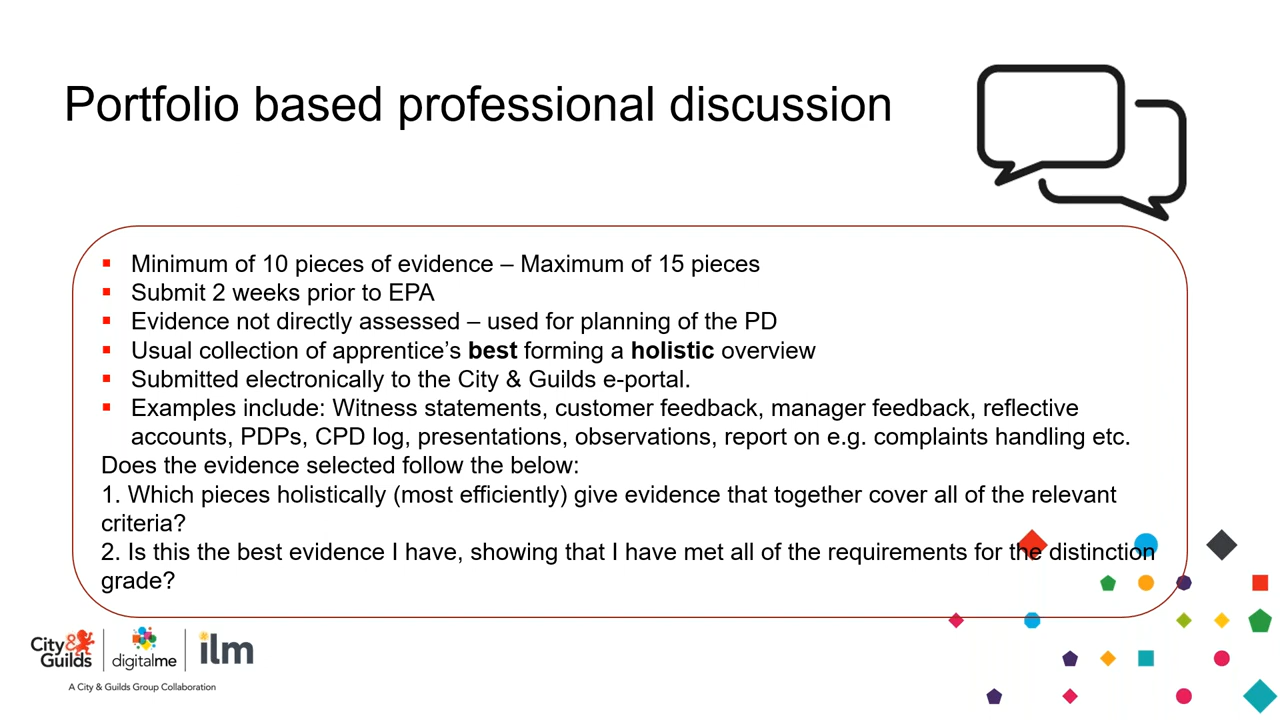 Portfolio based professional discussion
▪ Minimum of 10 pieces of evidence – Maximum of 15 pieces
▪ Submit 2 weeks prior to EPA
▪ Evidence not directly assessed – used for planning of the PD
▪ Usual collection of apprentice’s best forming a holistic overview
▪ Submitted electronically to the City & Guilds e-portal.
▪ Examples include: Witness statements, customer feedback, manager feedback, reflective
accounts, PDPs, CPD log, presentations, observations, report on e.g. complaints handling etc.
Does the evidence selected follow the below:
1. Which pieces holistically (most efficiently) give evidence that together cover all of the relevant
criteria?
2. Is this the best evidence I have, showing that I have met all of the requirements for the distinction
grade?
City&
Guilds
digitalme
ilm
A City & Guilds Group Collaboration